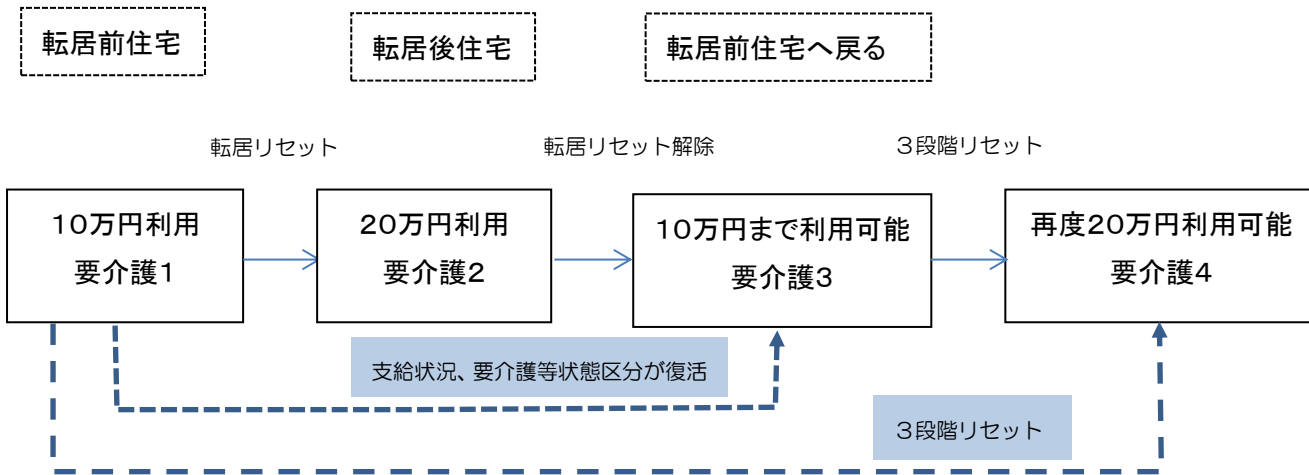 転居前住宅
転居後住宅
転居前住宅へ戻る
転居リセット
転居リセット解除
３段階リセット
10万円利用
要介護1
20万円利用
要介護2
10万円まで利用可能
要介護3
再度20万円利用可能
要介護4
支給状況、要介護等状態区分が復活
３段階リセット